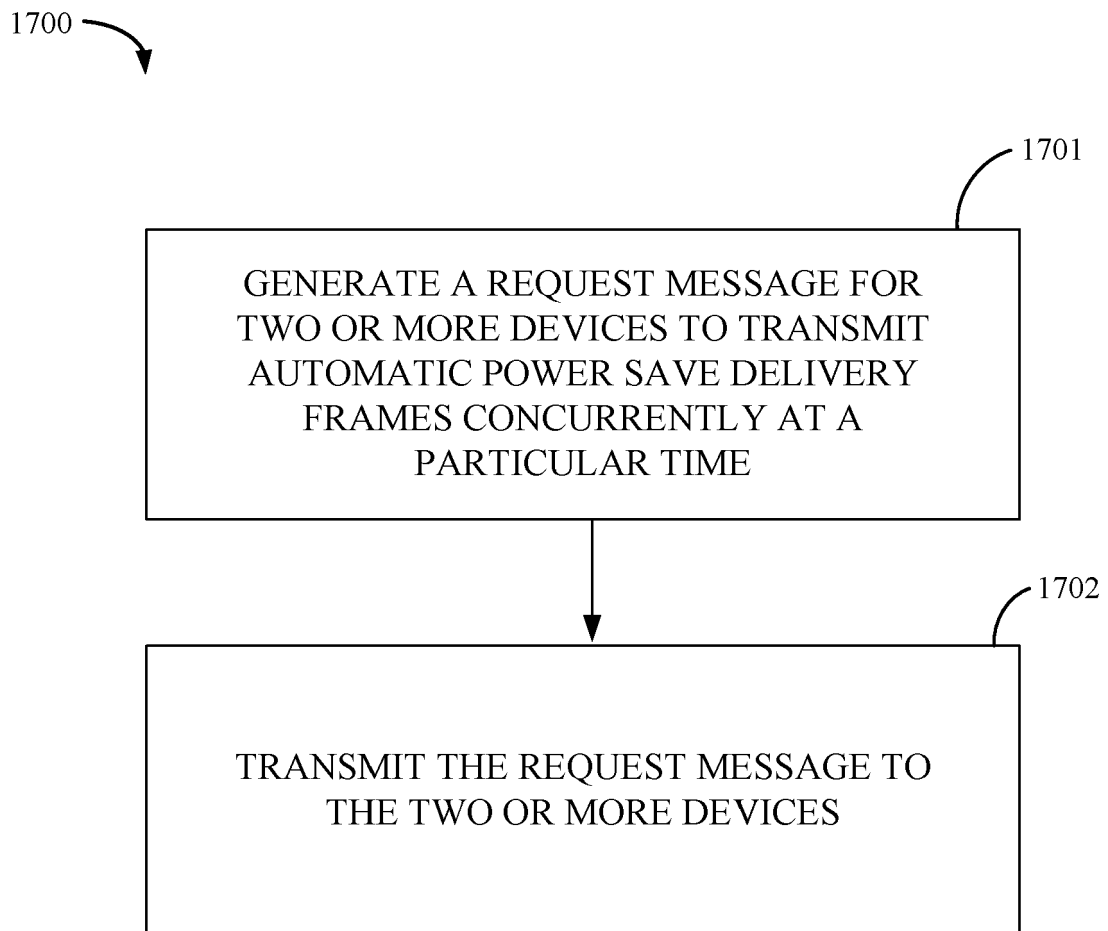 1700
1701
GENERATE A REQUEST MESSAGE FOR
TWO OR MORE DEVICES TO TRANSMIT
AUTOMATIC POWER SAVE DELIVERY
FRAMES CONCURRENTLY AT A
PARTICULAR TIME
1702
TRANSMIT THE REQUEST MESSAGE TO
THE TWO OR MORE DEVICES